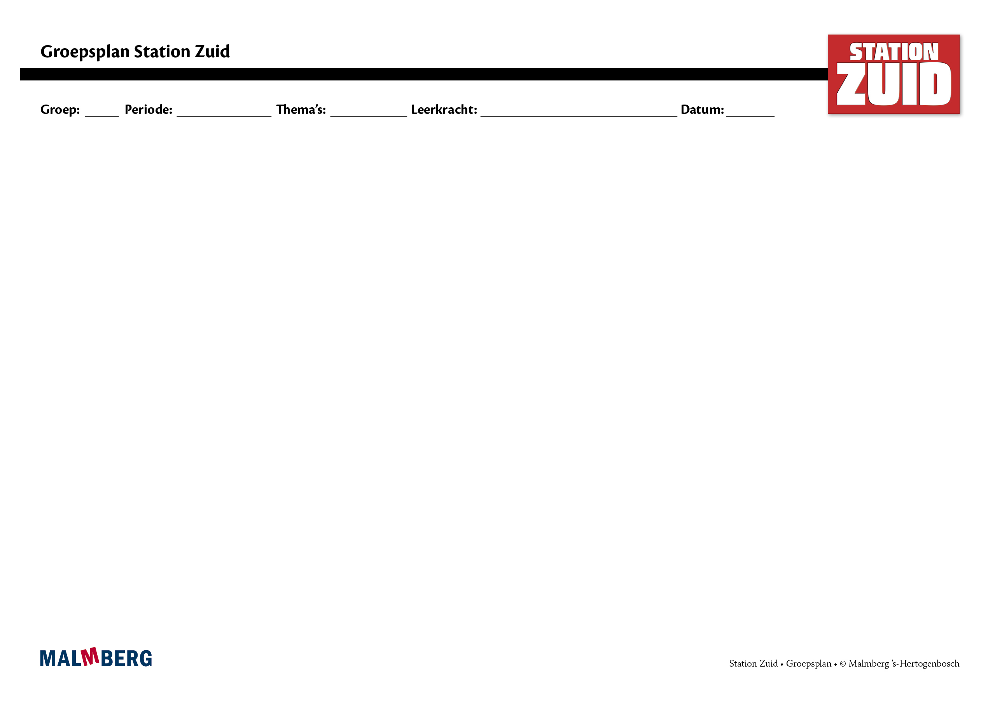 Groepsplan Station Zuid
STATION
ZUID
Groep: Periode: Thema’s: Leerkracht: Datum:
MALMBERG
Station Zuid • Groepsplan • © Malmberg ’s-Hertogenbosch